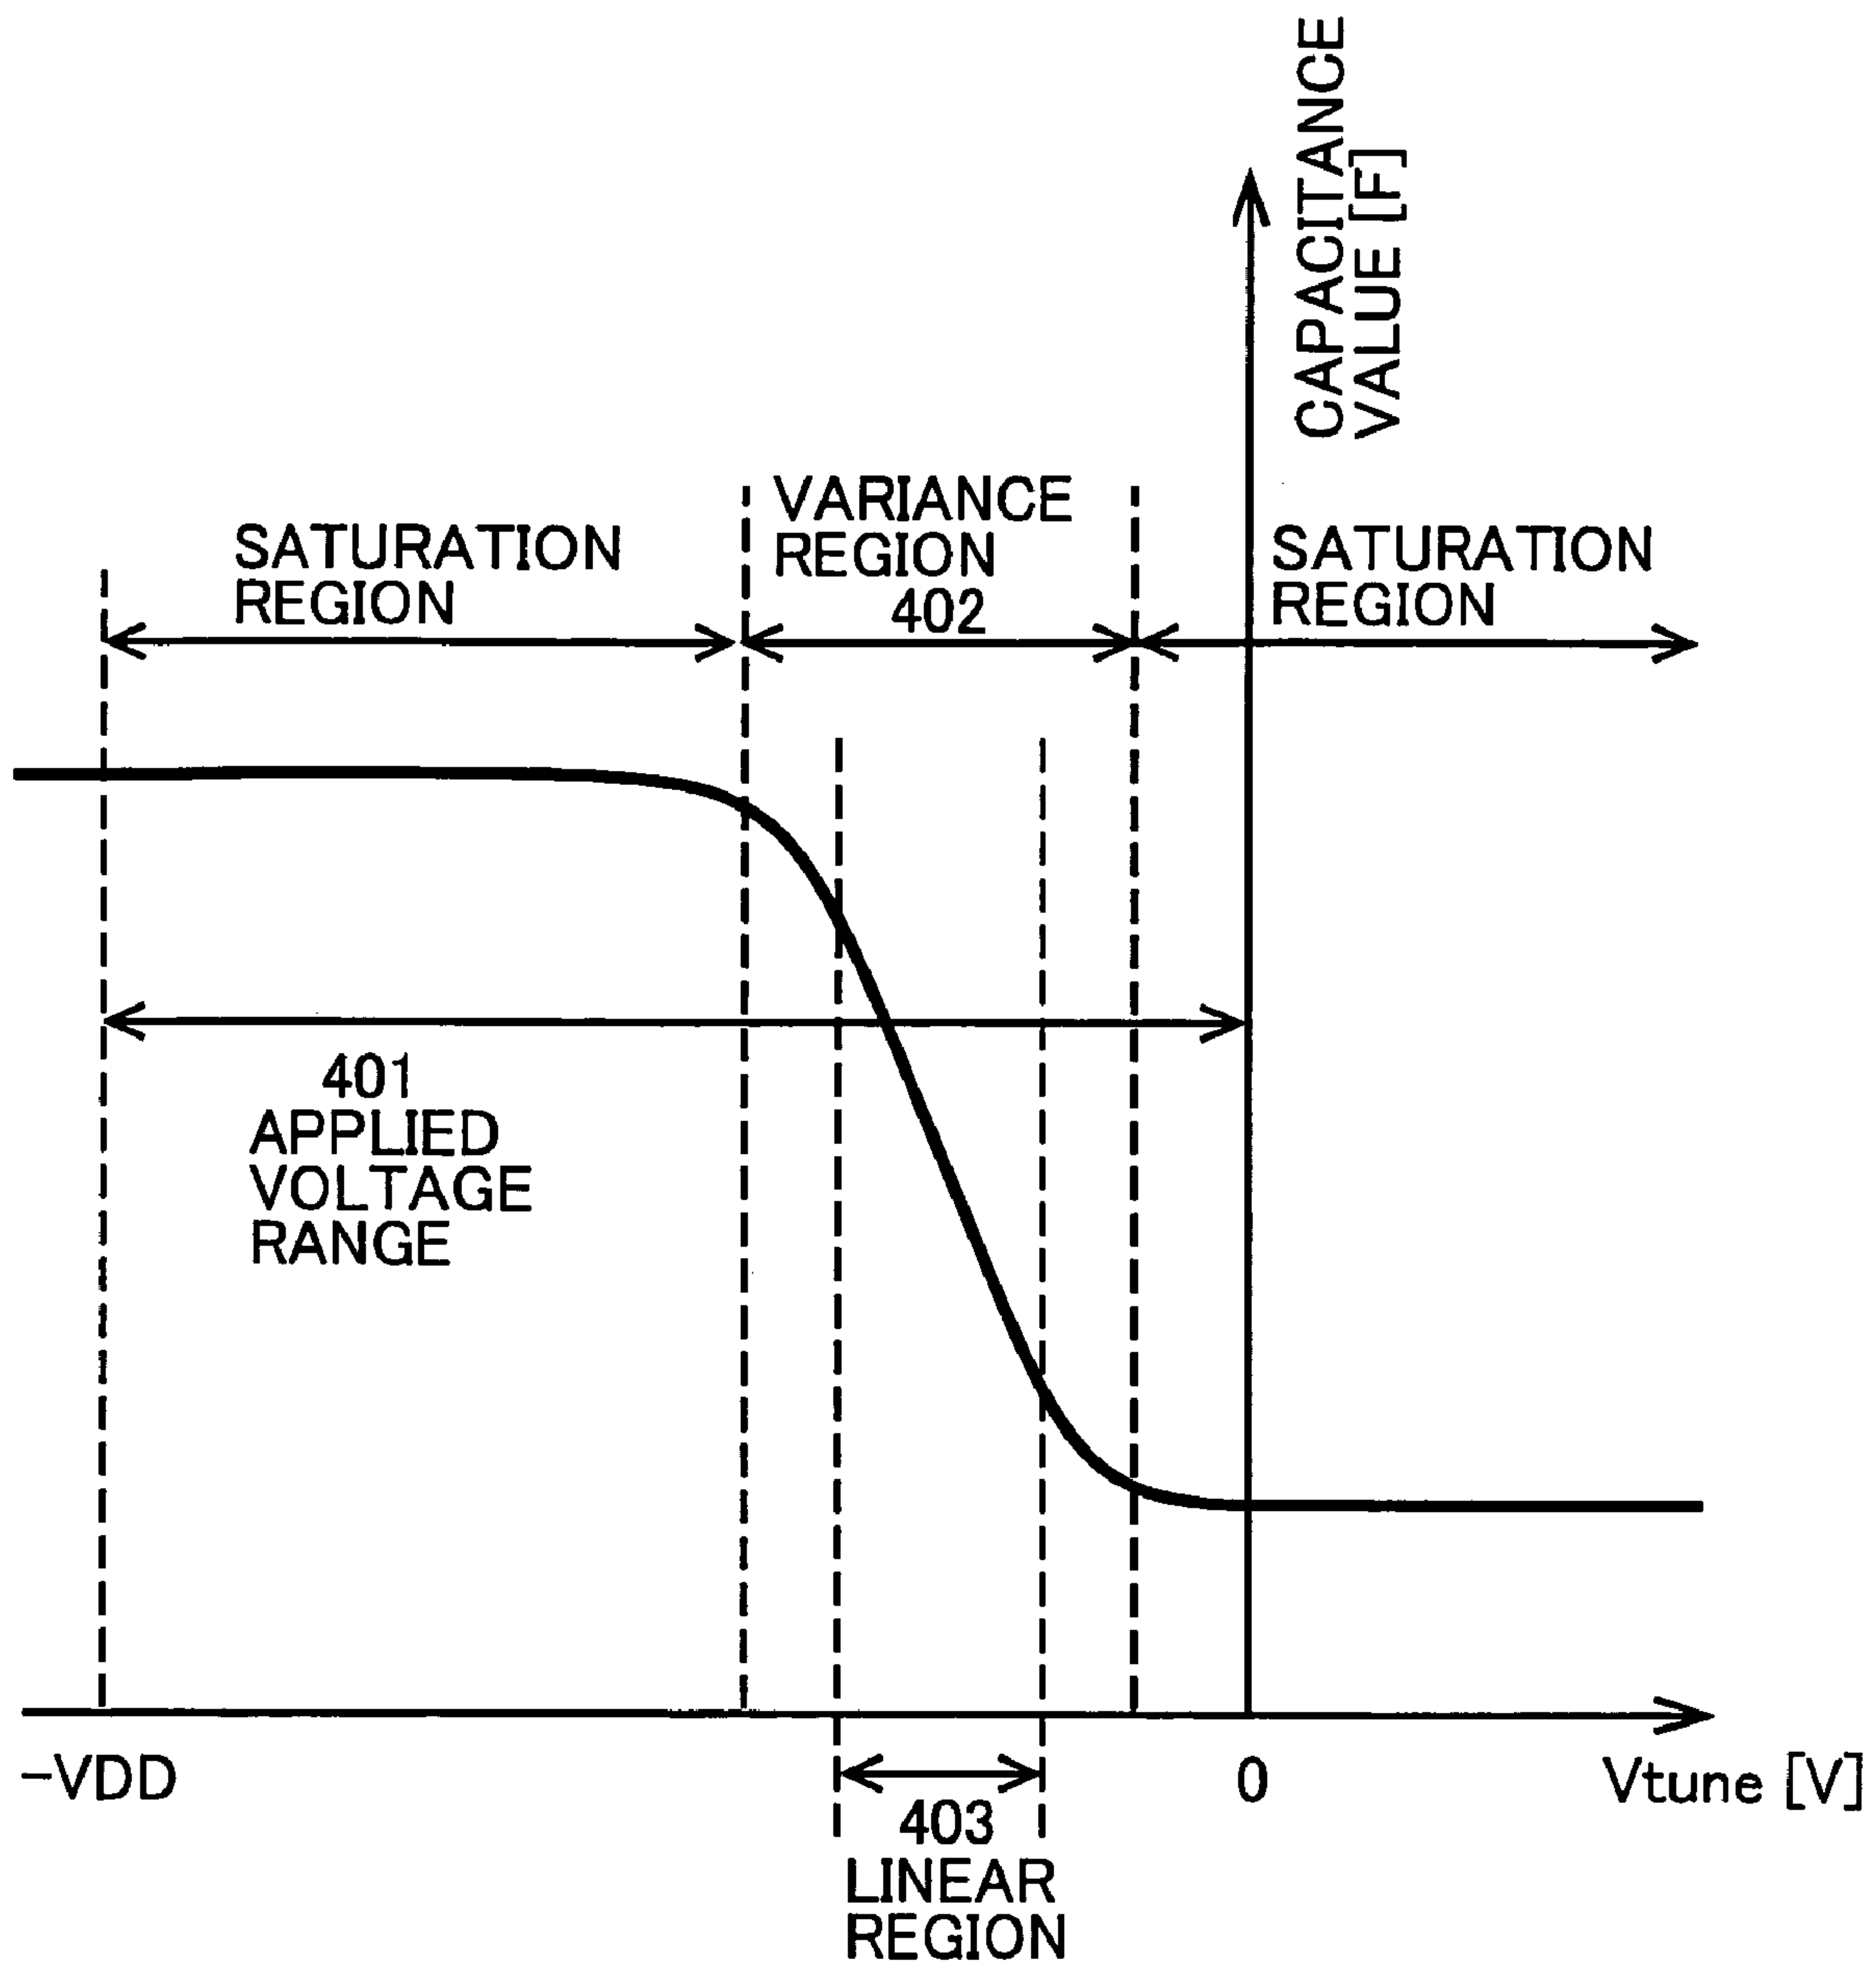 CAPACITANCE
VALUE [F]
SATURATION
REGION
VARIANCE
REGION
402
SATURATION
REGION
401
APPLIED
VOLTAGE
RANGE
-VDD
0
Vtune [V]
403
LINEAR
REGION